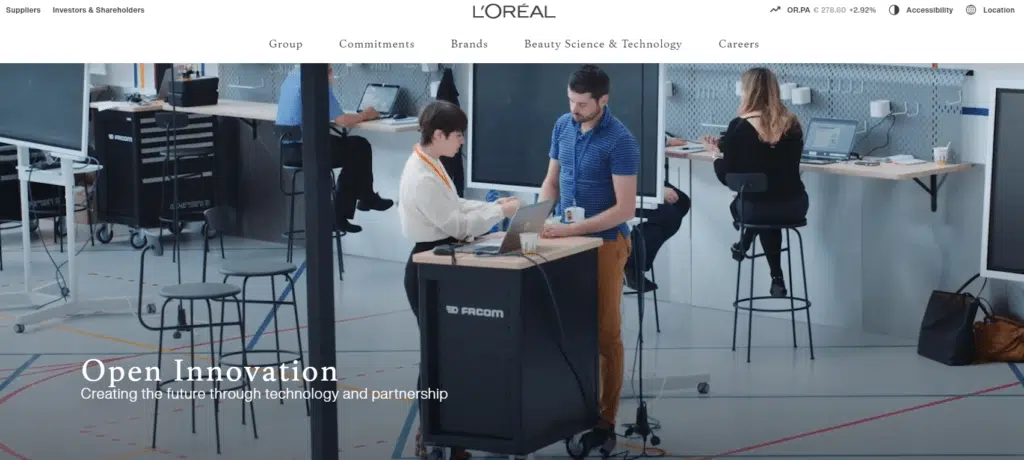 Suppliers Investors & Shareholders
L'ORÉAL
OR.PA € 278.60 +2.92% Accessibility Location
Group Commitments Brands Beauty Science & Technology Careers
FACOM
FACOM
Open Innovation
Creating the future through technology and partnership